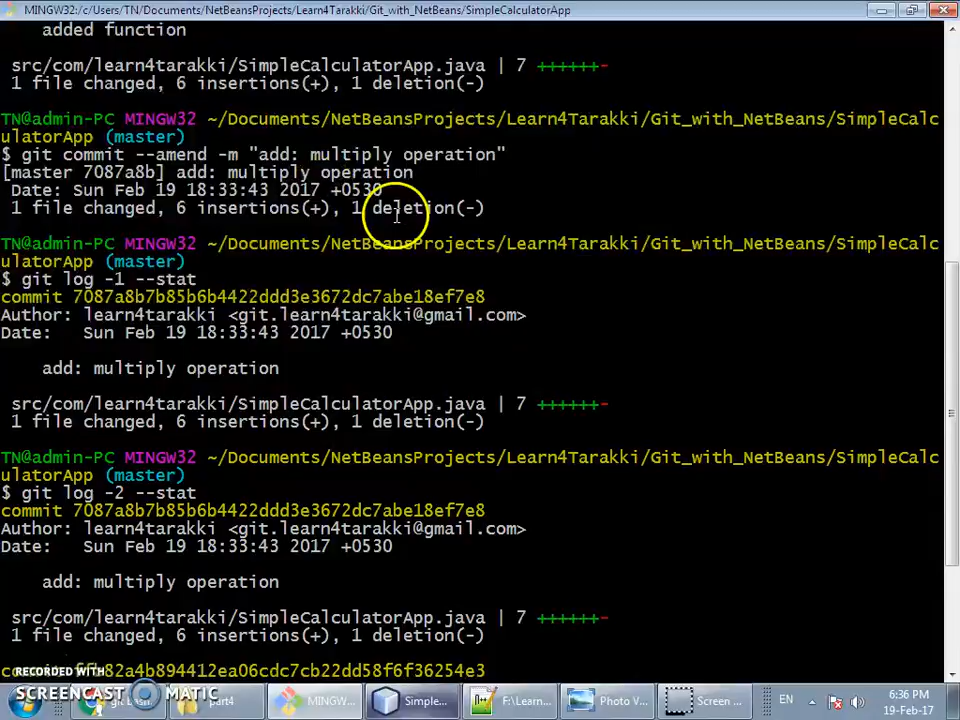 MINGW32:/c/Users/TN/Documents/NetBeansProjects/Learn4Tarakki/Git_with_NetBeans/SimpleCalculatorApp
added function
src/com/learn4tarakki/SimpleCalculatorApp.java | 7 ++++++-
1 file changed, 6 insertions(+), 1 deletion(-)
TN@admin-PC MINGW32 ~/Documents/NetBeansProjects/Learn4Tarakki/Git_with_NetBeans/SimpleCalc
ulatorApp (master)
$ git commit --amend -m "add: multiply operation"
[master 7087a8b] add: multiply operation
Date: Sun Feb 19 18:33:43 2017 +0530
1 file changed, 6 insertions(+), 1 deletion(-)
TN@admin-PC MINGW32 ~/Documents/NetBeansProjects/Learn4Tarakki/Git_with_NetBeans/SimpleCalc
ulatorApp (master)
$ git log -1 --stat
commit 7087a8b7b85b6b4422ddd3e3672dc7abe18ef7e8
Author: learn4tarakki <git.learn4tarakki@gmail.com>
Date:   Sun Feb 19 18:33:43 2017 +0530
add: multiply operation
src/com/learn4tarakki/SimpleCalculatorApp.java | 7 ++++++-
1 file changed, 6 insertions(+), 1 deletion(-)
TN@admin-PC MINGW32 ~/Documents/NetBeansProjects/Learn4Tarakki/Git_with_NetBeans/SimpleCalc
ulatorApp (master)
$ git log -2 --stat
commit 7087a8b7b85b6b4422ddd3e3672dc7abe18ef7e8
Author: learn4tarakki <git.learn4tarakki@gmail.com>
Date:   Sun Feb 19 18:33:43 2017 +0530
add: multiply operation
src/com/learn4tarakki/SimpleCalculatorApp.java | 7 ++++++-
1 file changed, 6 insertions(+), 1 deletion(-)
RECORDED WITH
SCREENCAST MATIC
part4
MINGW...
Simple...
F:\Learn...
Photo V...
Screen ...
EN
6:36 PM
19-Feb-17